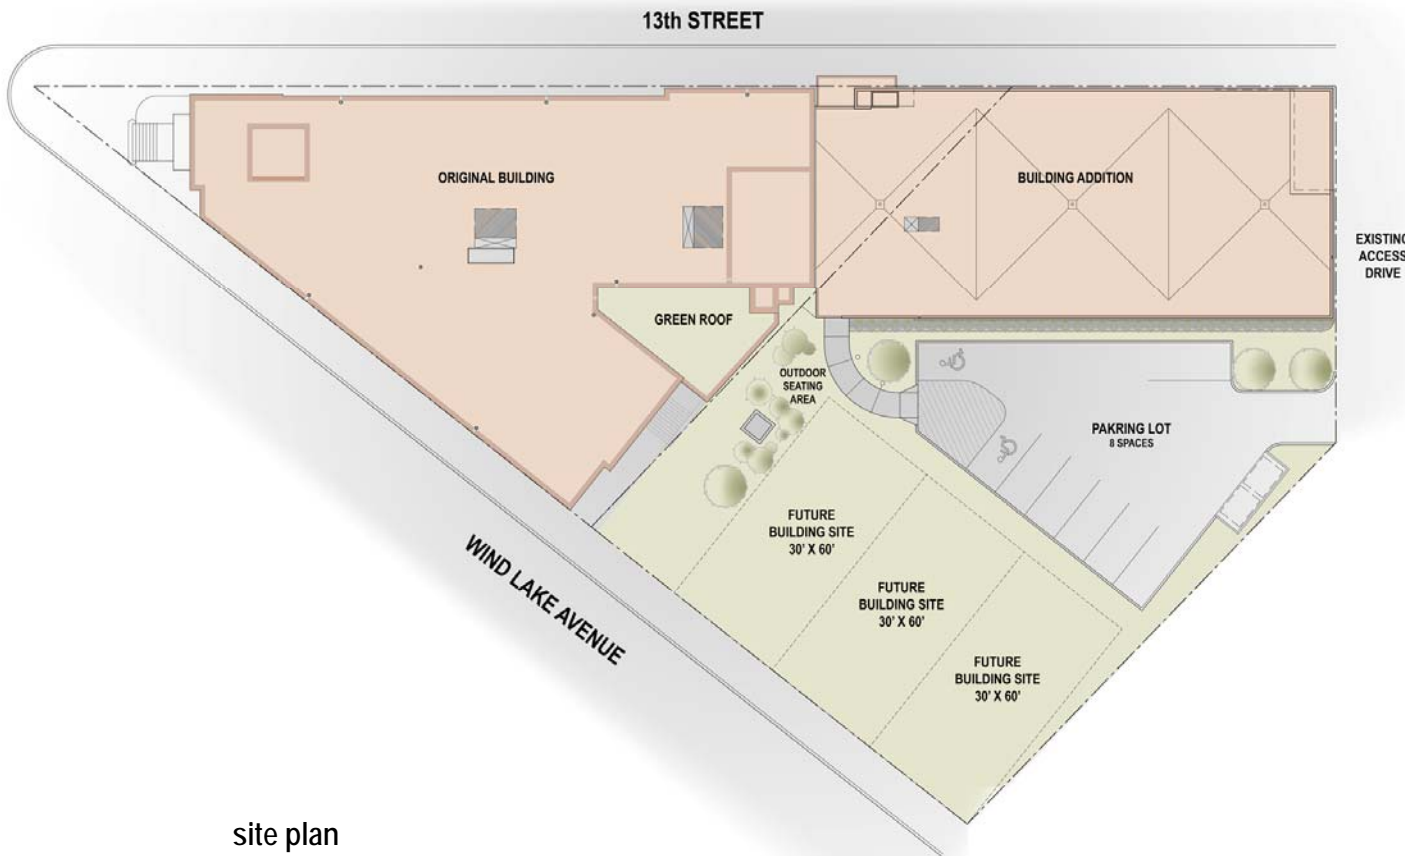 13th STREET
ORIGINAL BUILDING
BUILDING ADDITION
EXISTING
ACCESS
DRIVE
GREEN ROOF
OUTDOOR
SEATING
AREA
PAKRING LOT
8 SPACES
FUTURE
BUILDING SITE
30' X 60'
FUTURE
BUILDING SITE
30' X 60'
FUTURE
BUILDING SITE
30' X 60'
WIND LAKE AVENUE
site plan